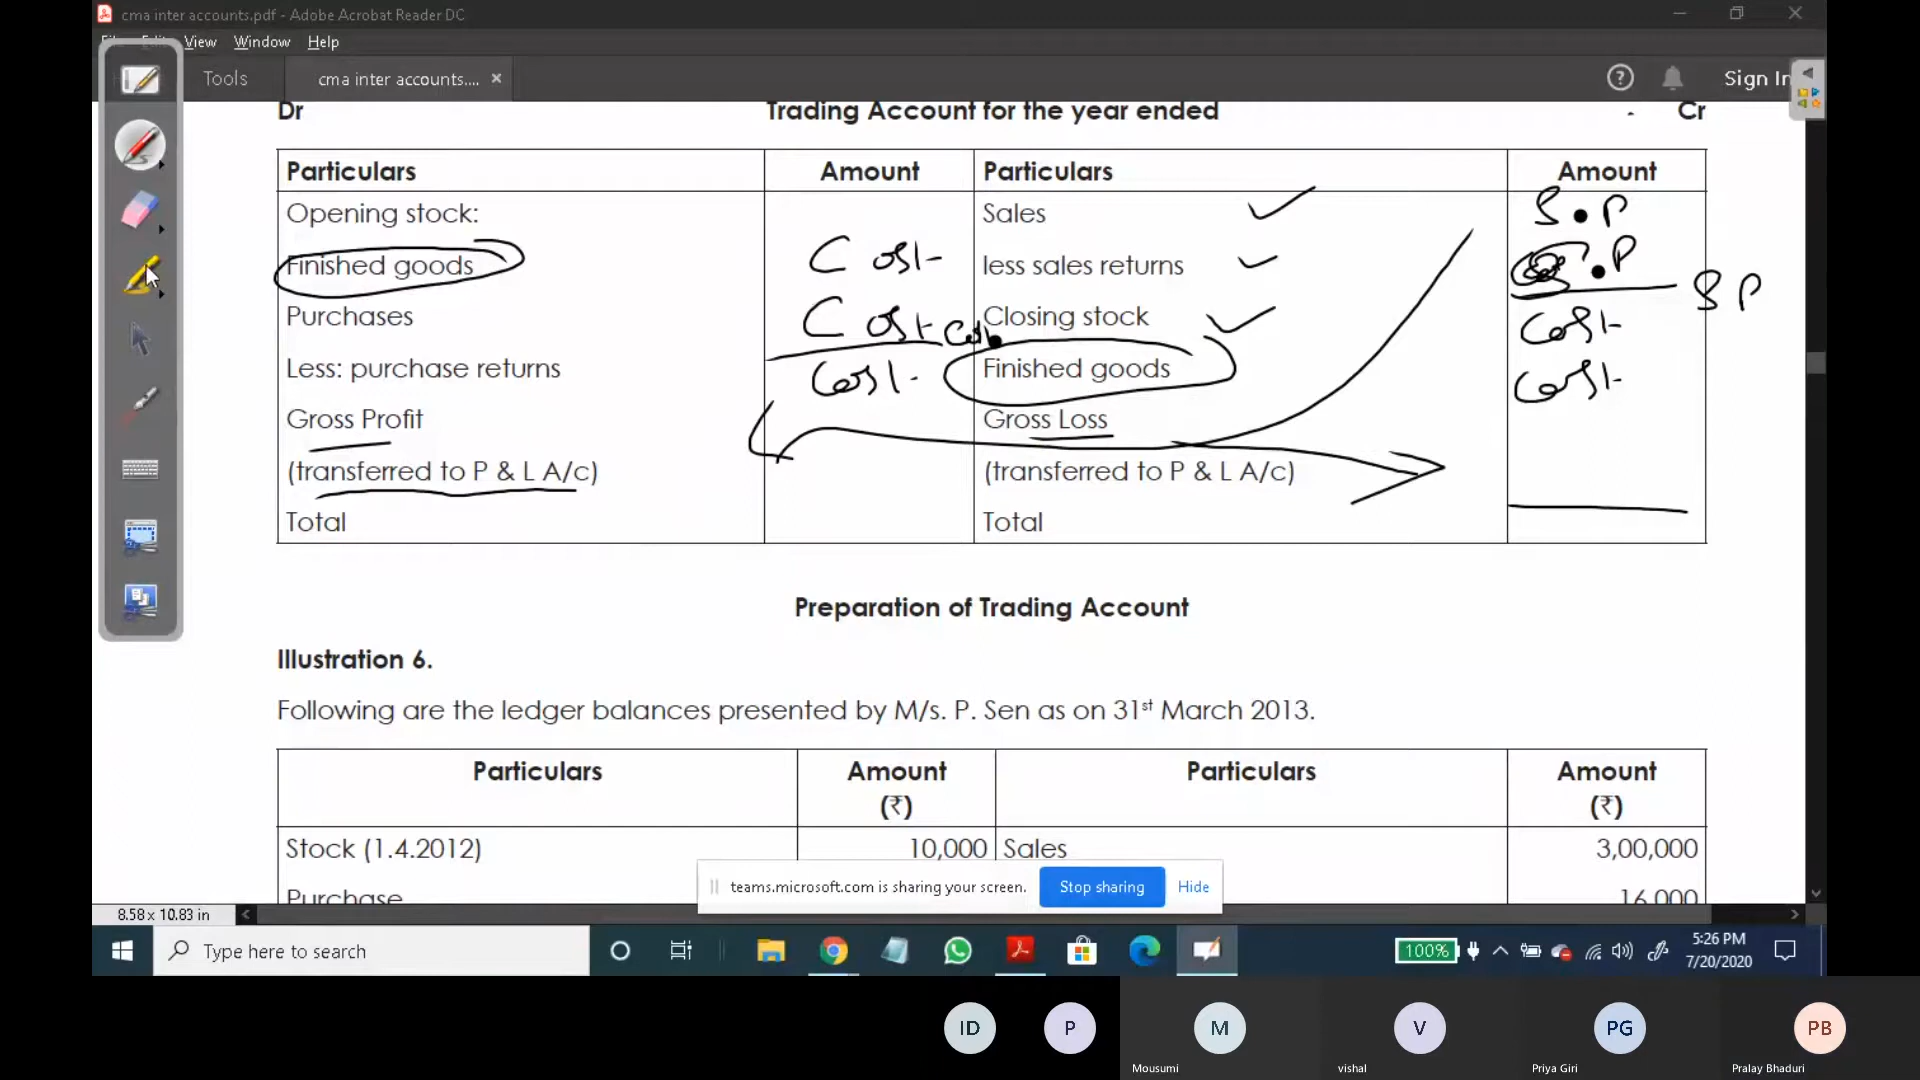 cma inter accounts.pdf - Adobe Acrobat Reader DC
View Window Help
Tools cma inter accounts.... × Sign In
Dr Trading Account for the year ended Cr
Particulars Amount Particulars Amount
Opening stock: Sales S.P
Finished goods Cost less sales returns .P
S P
Purchases Cost Closing stock Cost
Cost
Less: purchase returns Cost Finished goods Cost
Gross Profit Gross Loss
(transferred to P & L A/c) (transferred to P & L A/c)
Total Total
Preparation of Trading Account
Illustration 6.
Following are the ledger balances presented by M/s. P. Sen as on 31st March 2013.
Particulars Amount (₹) Particulars Amount (₹)
Stock (1.4.2012) 10,000 Sales 3,00,000
Purchase 16,000
teams.microsoft.com is sharing your screen. Stop sharing Hide
8.58 x 10.83 in
Type here to search 100% 5:26 PM
7/20/2020
ID P M V PG PB
Mousumi vishal Priya Giri Pralay Bhaduri